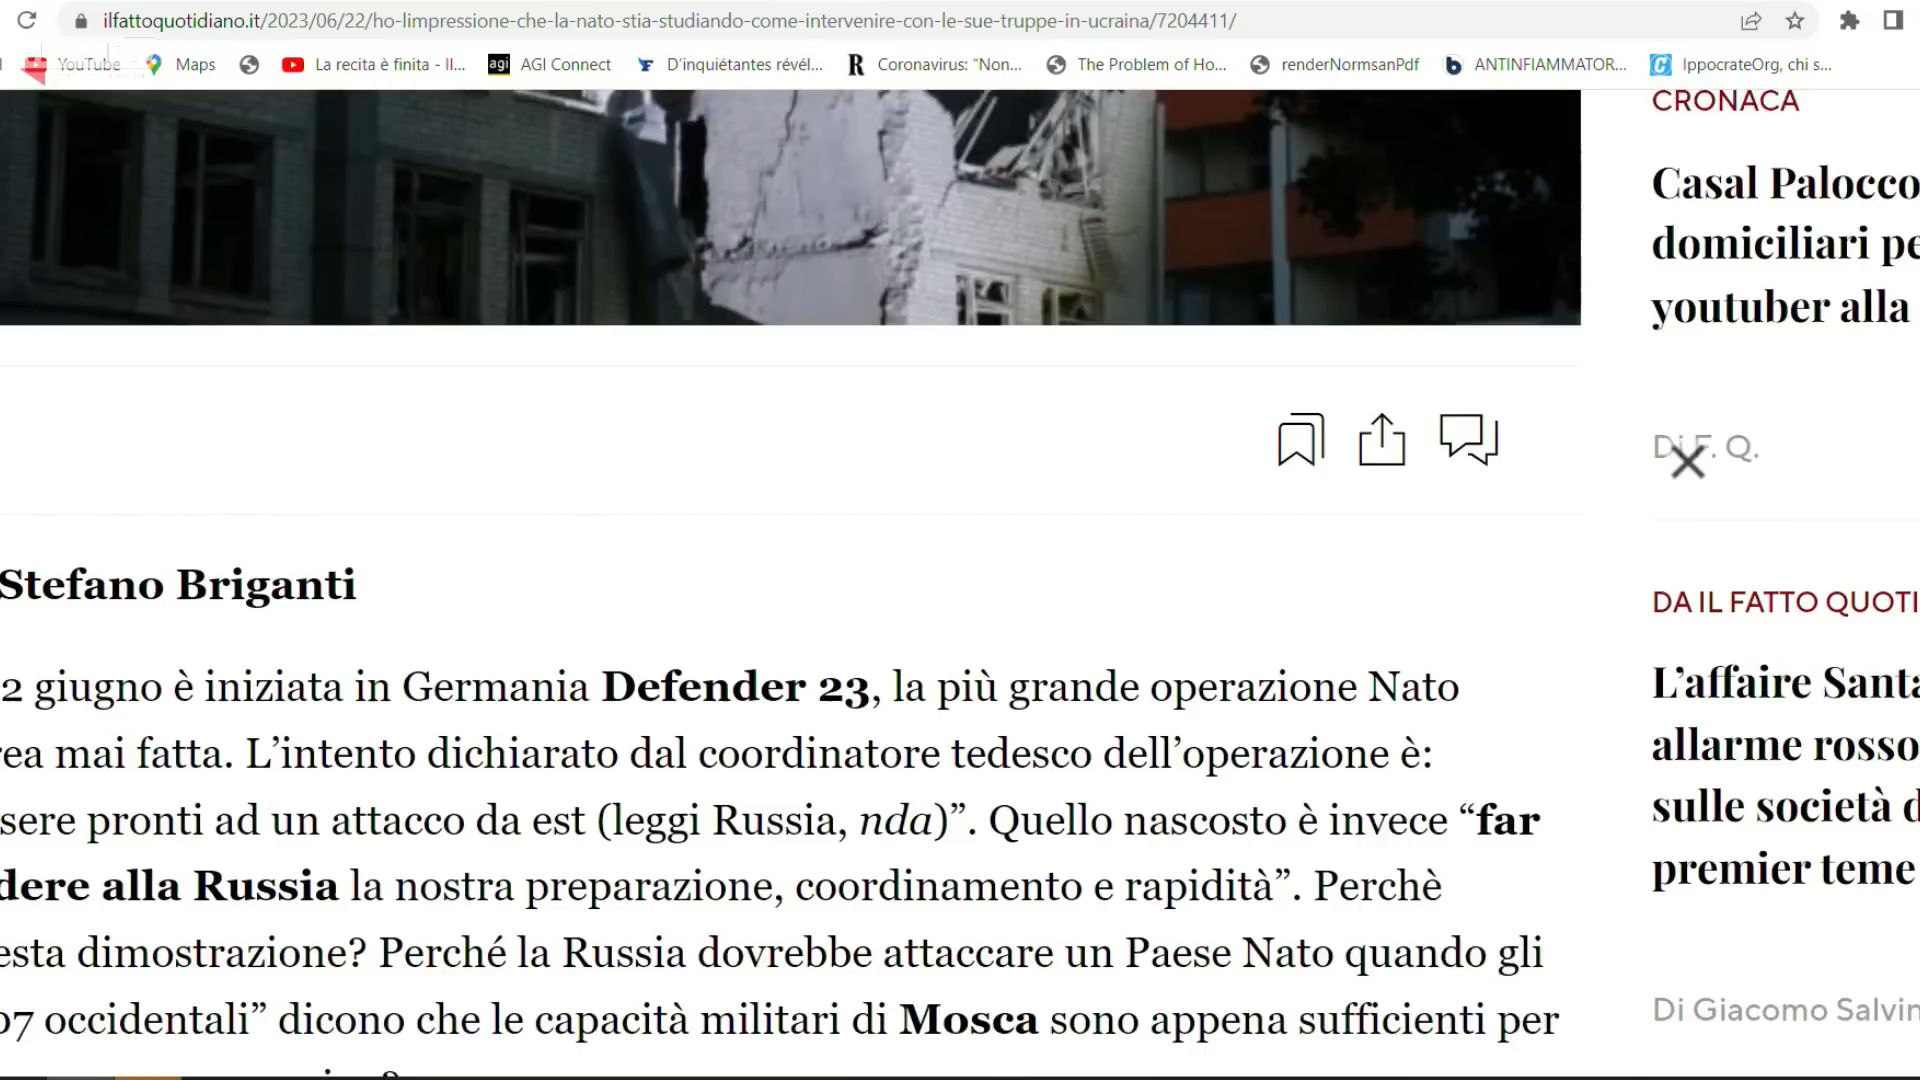 ilfattoquotidiano.it/2023/06/22/ho-limpressione-che-la-nato-stia-studiando-come-intervenire-con-le-sue-truppe-in-ucraina/7204411/
YouTube Maps La recita è finita - Il... agi AGI Connect D'inquiétantes révél... R Coronavirus: “Non... The Problem of Ho... renderNormsanPdf b ANTINFIAMMATOR... IppocrateOrg, chi s...
CRONACA
Casal Palocco
domiciliari pe
youtuber alla
Di F. Q.
Stefano Briganti
2 giugno è iniziata in Germania Defender 23, la più grande operazione Nato
rea mai fatta. L’intento dichiarato dal coordinatore tedesco dell’operazione è:
sere pronti ad un attacco da est (leggi Russia, nda)”. Quello nascosto è invece “far
dere alla Russia la nostra preparazione, coordinamento e rapidità”. Perchè
esta dimostrazione? Perché la Russia dovrebbe attaccare un Paese Nato quando gli
07 occidentali” dicono che le capacità militari di Mosca sono appena sufficienti per
DA IL FATTO QUOTI
L’affaire Santa
allarme rosso
sulle società d
premier teme
Di Giacomo Salvin